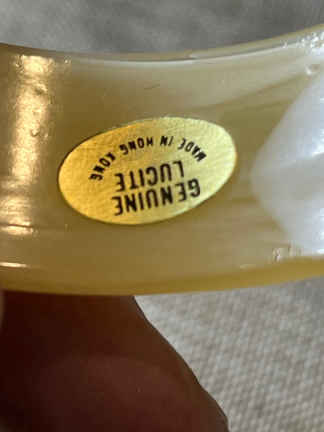 GENUINE
LUCITE
MADE IN HONG KONG